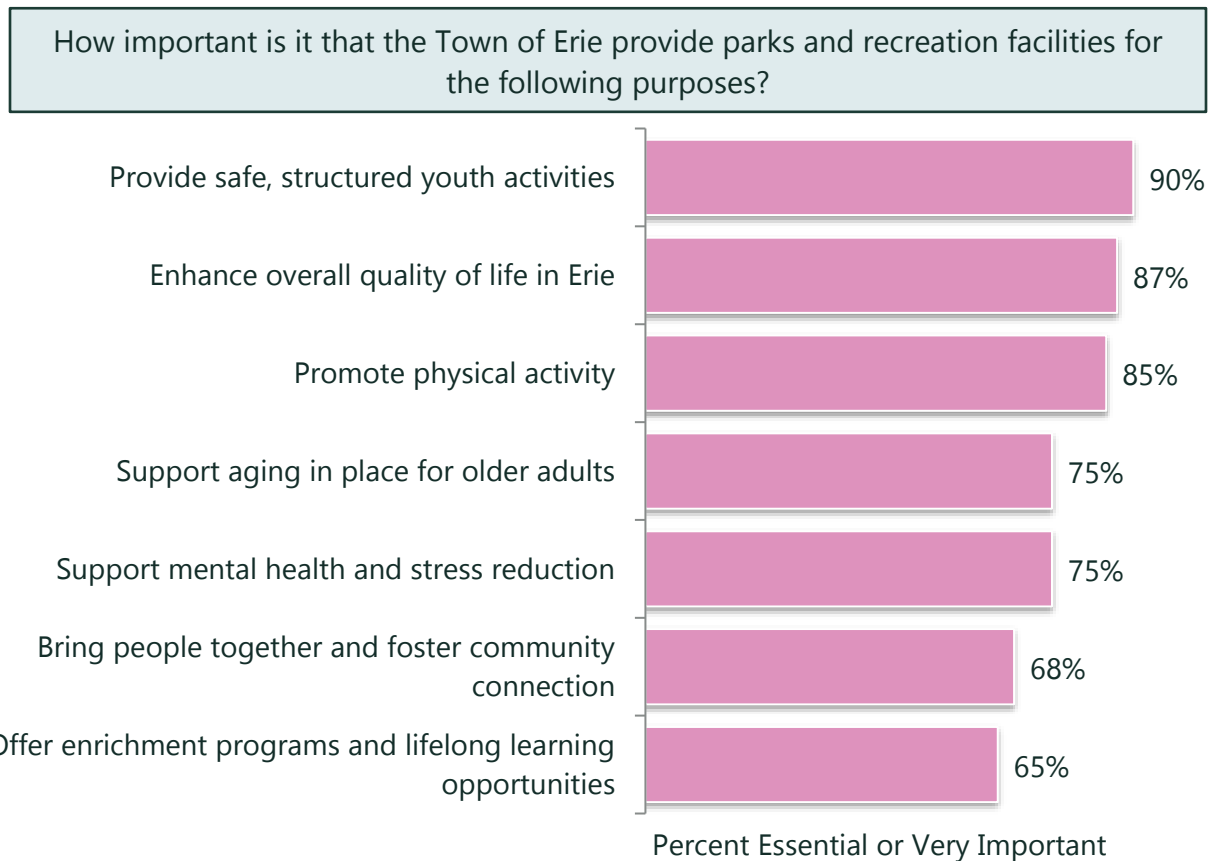 How important is it that the Town of Erie provide parks and recreation facilities for
the following purposes?
Provide safe, structured youth activities
90%
Enhance overall quality of life in Erie
87%
Promote physical activity
85%
Support aging in place for older adults
75%
Support mental health and stress reduction
75%
Bring people together and foster community
connection
68%
Offer enrichment programs and lifelong learning
opportunities
65%
Percent Essential or Very Important